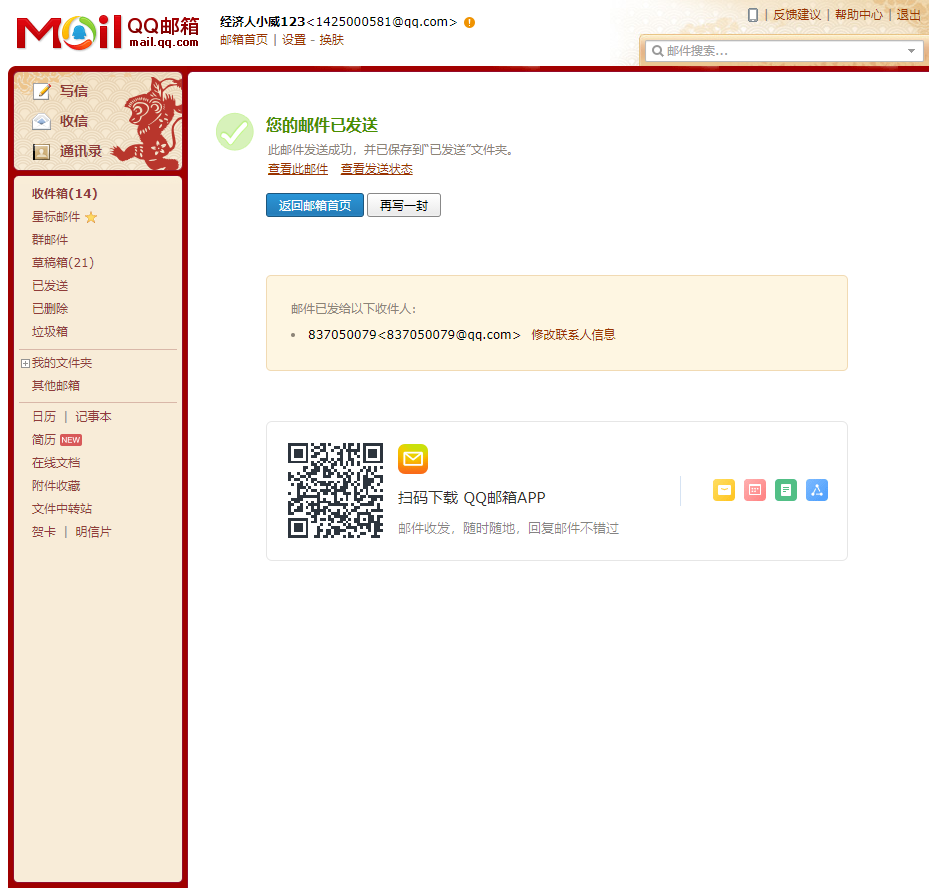 Mail QQ邮箱
mail.qq.com
经济人小威123<1425000581@qq.com>
邮箱首页 | 设置 - 换肤
| 反馈建议 | 帮助中心 | 退出
邮件搜索...
写信
收信
通讯录
收件箱(14)
星标邮件
群邮件
草稿箱(21)
已发送
已删除
垃圾箱
我的文件夹
其他邮箱
日历 | 记事本
简历 NEW
在线文档
附件收藏
文件中转站
贺卡 | 明信片
您的邮件已发送
此邮件发送成功，并已保存到“已发送”文件夹。
查看此邮件 查看发送状态
返回邮箱首页 再写一封
邮件已发给以下收件人:
• 837050079<837050079@qq.com> 修改联系人信息
扫码下载 QQ邮箱APP
邮件收发，随时随地，回复邮件不错过